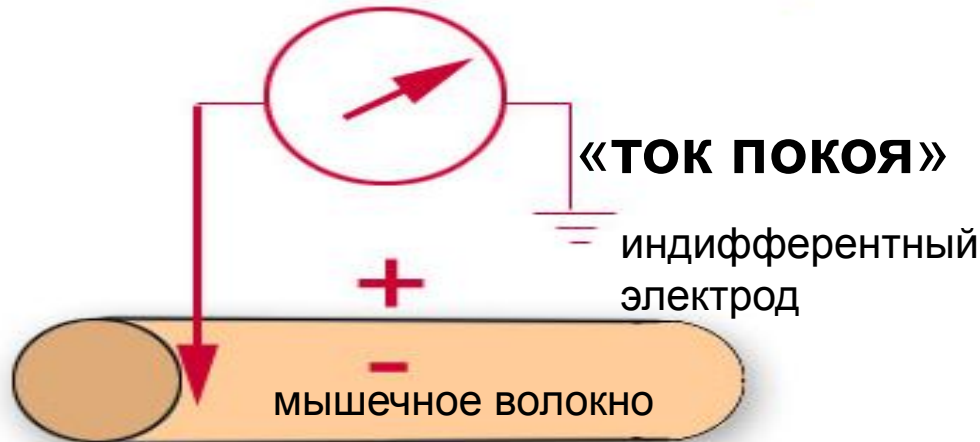 «ток покоя»
индифферентный
электрод
+
-
мышечное волокно